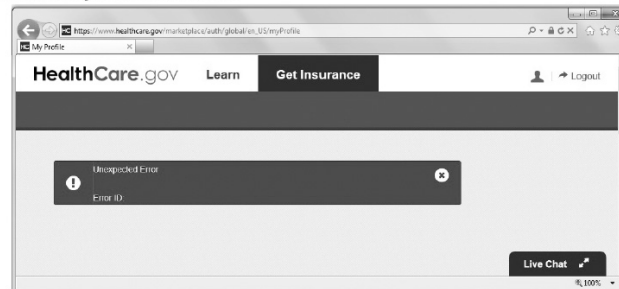 https://www.healthcare.gov/marketplace/auth/global/en_US/myProfile
My Profile
HealthCare.gov
Learn
Get Insurance
Logout
Unexpected Error
Error ID
Live Chat
100%